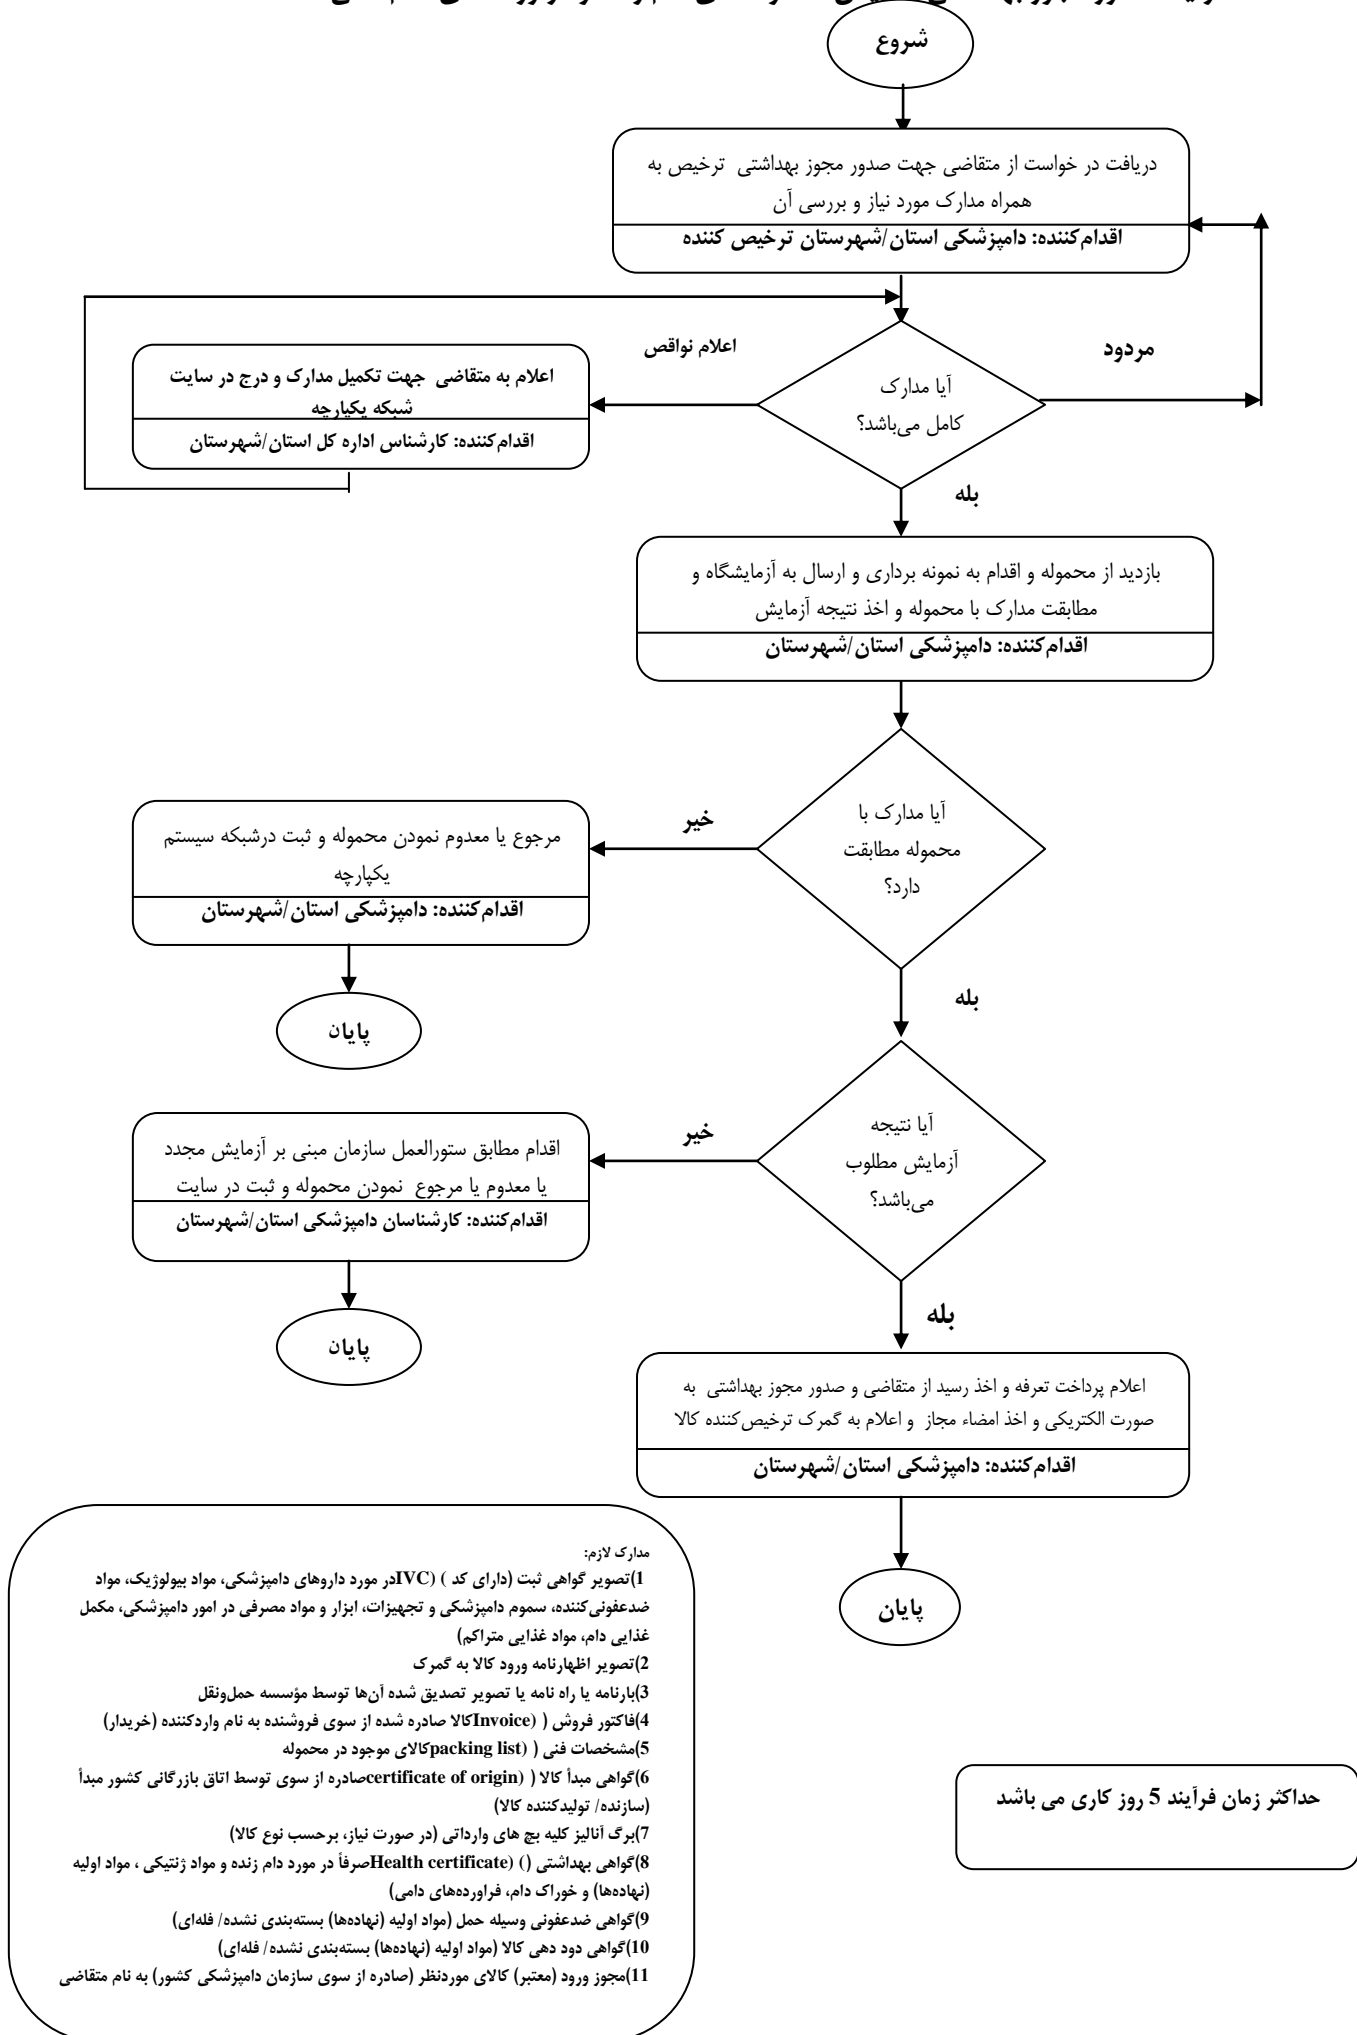 شروع
دریافت در خواست از متقاضی جهت صدور مجوز بهداشتی ترخیص به
همراه مدارک مورد نیاز و بررسی آن
اقدام‌کننده: دامپزشکی استان/شهرستان ترخیص کننده
آیا مدارک
کامل می‌باشد؟
مردود
اعلام نواقص
اعلام به متقاضی جهت تکمیل مدارک و درج در سایت
شبکه یکپارچه
اقدام‌کننده: کارشناس اداره کل استان/شهرستان
بله
بازدید از محموله و اقدام به نمونه برداری و ارسال به آزمایشگاه و
مطابقت مدارک با محموله و اخذ نتیجه آزمایش
اقدام‌کننده: دامپزشکی استان/شهرستان
آیا مدارک با
محموله مطابقت
دارد؟
خیر
مرجوع یا معدوم نمودن محموله و ثبت درشبکه سیستم
یکپارچه
اقدام‌کننده: دامپزشکی استان/شهرستان
پایان
بله
آیا نتیجه
آزمایش مطلوب
می‌باشد؟
خیر
اقدام مطابق ستورالعمل سازمان مبنی بر آزمایش مجدد
یا معدوم یا مرجوع نمودن محموله و ثبت در سایت
اقدام‌کننده: کارشناسان دامپزشکی استان/شهرستان
پایان
بله
اعلام پرداخت تعرفه و اخذ رسید از متقاضی و صدور مجوز بهداشتی به
صورت الکتریکی و اخذ امضاء مجاز و اعلام به گمرک ترخیص‌کننده کالا
اقدام‌کننده: دامپزشکی استان/شهرستان
پایان
مدارک لازم:
1)تصویر گواهی ثبت (دارای کد ) (IVCدر مورد داروهای دامپزشکی، مواد بیولوژیک، مواد
ضدعفونی‌کننده، سموم دامپزشکی و تجهیزات، ابزار و مواد مصرفی در امور دامپزشکی، مکمل
غذایی دام، مواد غذایی متراکم)
2)تصویر اظهارنامه ورود کالا به گمرک
3)بارنامه یا راه نامه یا تصویر تصدیق شده آن‌ها توسط مؤسسه حمل‌ونقل
4)فاکتور فروش ( (Invoiceکالا صادره شده از سوی فروشنده به نام واردکننده (خریدار)
5)مشخصات فنی ( (packing listکالای موجود در محموله
6)گواهی مبدأ کالا ( (certificate of originصادره از سوی توسط اتاق بازرگانی کشور مبدأ
(سازنده/ تولیدکننده کالا)
7)برگ آنالیز کلیه بچ های وارداتی (در صورت نیاز، برحسب نوع کالا)
8)گواهی بهداشتی () (Health certificateصرفاً در مورد دام زنده و مواد ژنتیکی ، مواد اولیه
(نهاده‌ها) و خوراک دام، فراورده‌های دامی)
9)گواهی ضدعفونی وسیله حمل (مواد اولیه (نهاده‌ها) بسته‌بندی نشده/ فله‌ای)
10)گواهی دود دهی کالا (مواد اولیه (نهاده‌ها) بسته‌بندی نشده/ فله‌ای)
11)مجوز ورود (معتبر) کالای موردنظر (صادره از سوی سازمان دامپزشکی کشور) به نام متقاضی
حداکثر زمان فرآیند 5 روز کاری می باشد